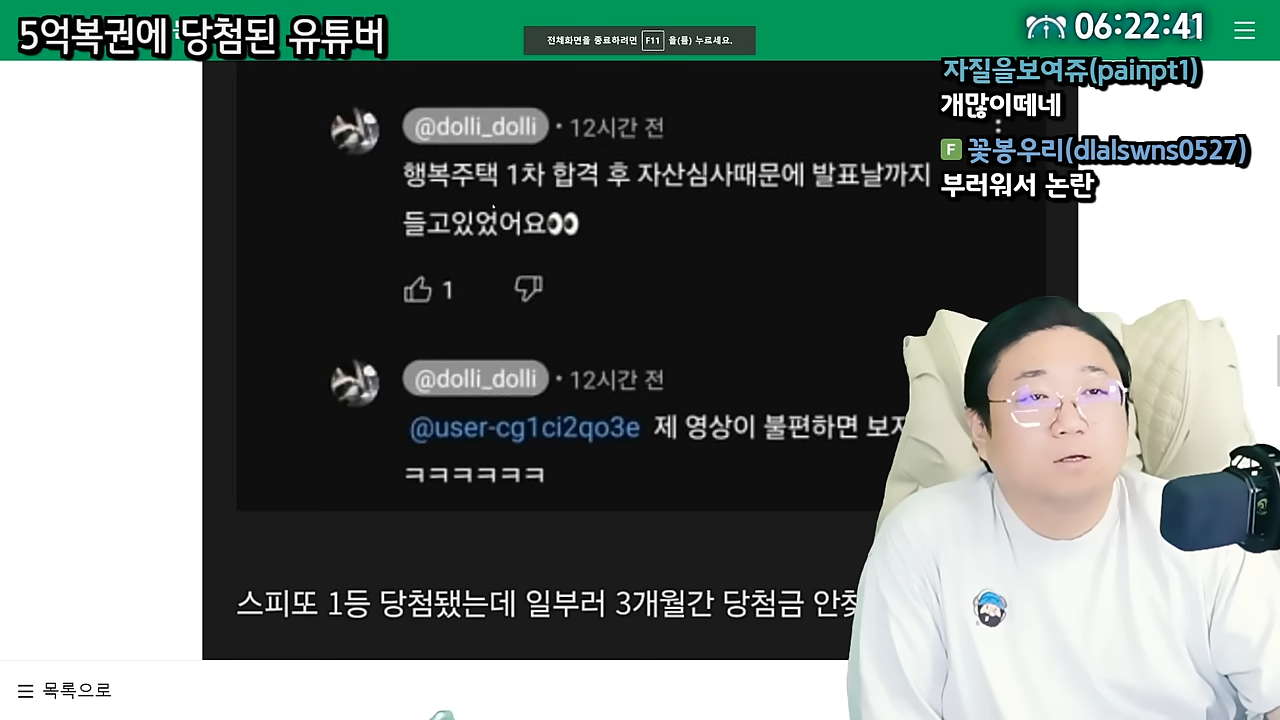 5억복권에 당첨된 유튜버
전체화면을 종료하려면 F11 을(를) 누르세요.
06:22:41
자질을보여쥬(painpt1)
개많이떼네
F 꽃봉우리(dlalswns0527)
부러워서 논란
@dolli_dolli • 12시간 전
행복주택 1차 합격 후 자산심사때문에 발표날까지
들고있었어요👀
1
@dolli_dolli • 12시간 전
@user-cg1ci2qo3e 제 영상이 불편하면
ㅋㅋㅋㅋㅋㅋ
스피또 1등 당첨됐는데 일부러 3개월간 당첨금
목록으로